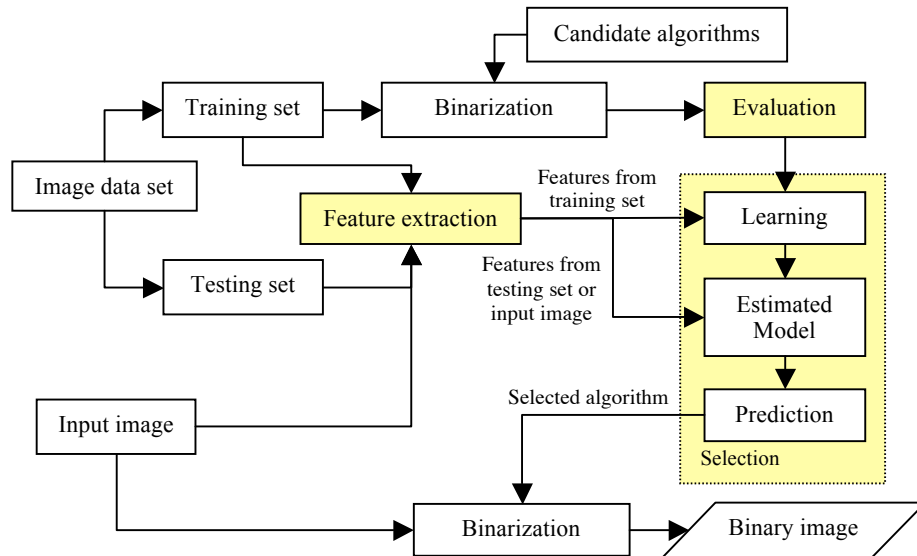 Candidate algorithms
Training set
Binarization
Evaluation
Image data set
Feature extraction
Features from
training set
Learning
Testing set
Features from
testing set or
input image
Estimated
Model
Selected algorithm
Prediction
Input image
Selection
Binarization
Binary image